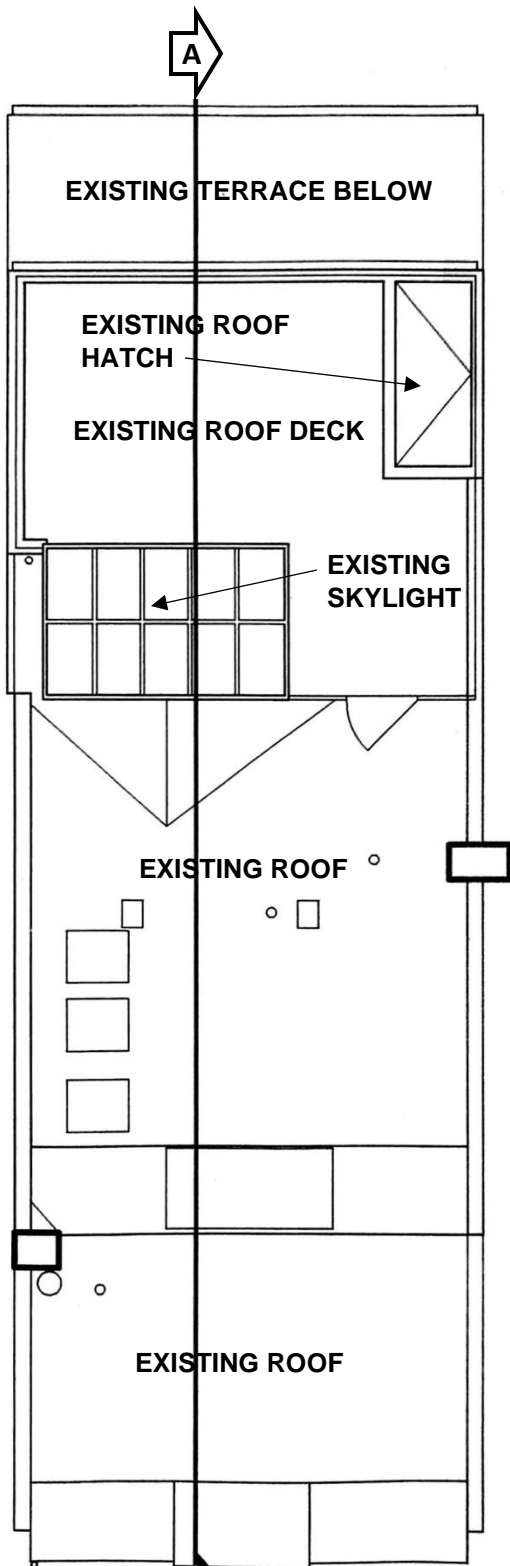 A
EXISTING TERRACE BELOW
EXISTING ROOF
HATCH
EXISTING ROOF DECK
EXISTING
SKYLIGHT
EXISTING ROOF
EXISTING ROOF